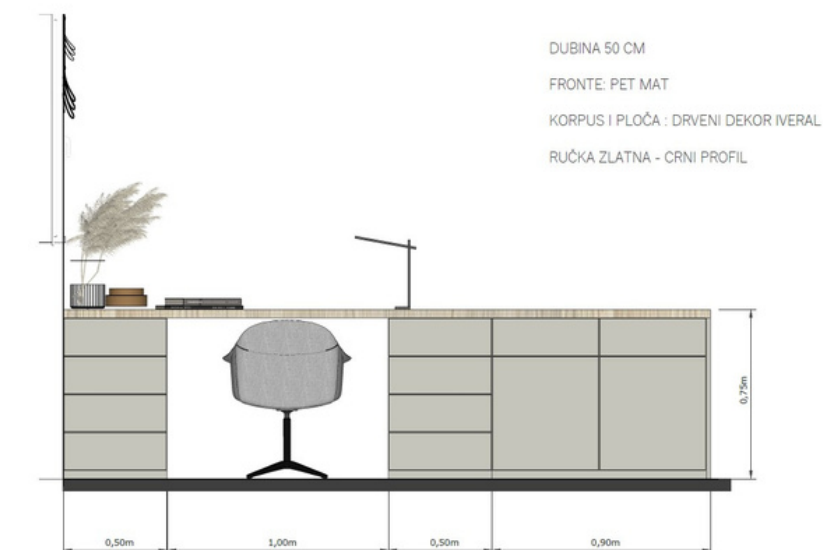 DUBINA 50 CM
FRONTE: PET MAT
KORPUS I PLOČA : DRVENI DEKOR IVERAL
RUČKA ZLATNA - CRNI PROFIL
0,75m
0,50m
1,00m
0,50m
0,90m